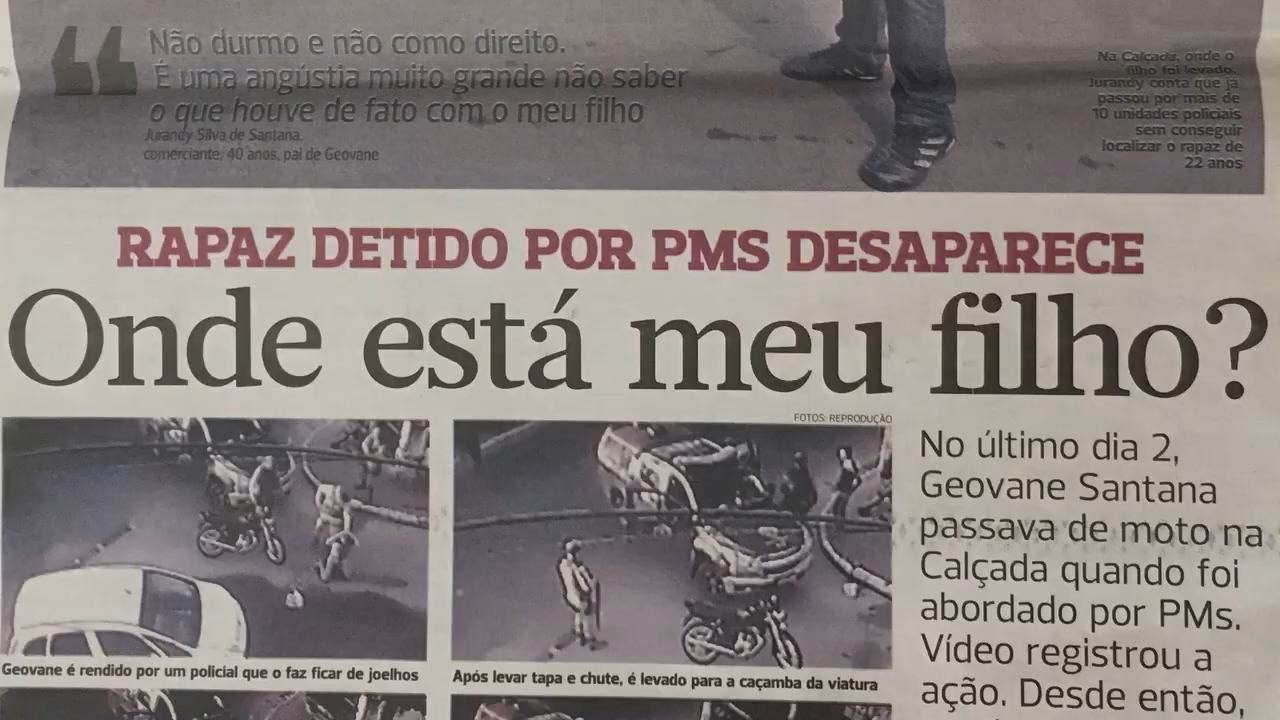 Não durmo e não como direito.
É uma angústia muito grande não saber
o que houve de fato com o meu filho
Jurandy Silva de Santana,
comerciante, 40 anos, pai de Geovane
Na Calçada, onde o
filho foi levado,
Jurandy conta que já
passou por mais de
10 unidades policiais
sem conseguir
localizar o rapaz de
22 anos
RAPAZ DETIDO POR PMS DESAPARECE
Onde está meu filho?
FOTOS: REPRODUÇÃO
Geovane é rendido por um policial que o faz ficar de joelhos
Após levar tapa e chute, é levado para a caçamba da viatura
No último dia 2,
Geovane Santana
passava de moto na
Calçada quando foi
abordado por PMs.
Vídeo registrou a
ação. Desde então,